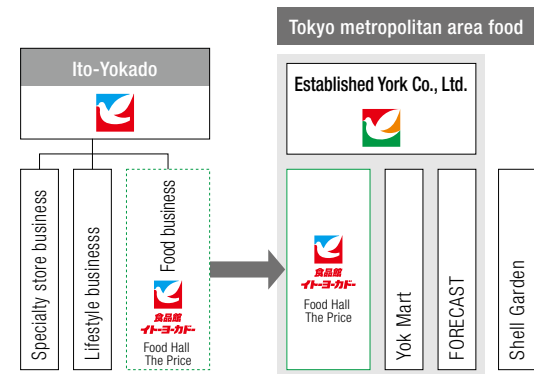 Tokyo metropolitan area food
Ito-Yokado
Established York Co., Ltd.
Specialty store business
Lifestyle businesss
Food business
食品館
イトーヨーカドー
Food Hall
The Price
食品館
イトーヨーカドー
Food Hall
The Price
Yok Mart
FORECAST
Shell Garden